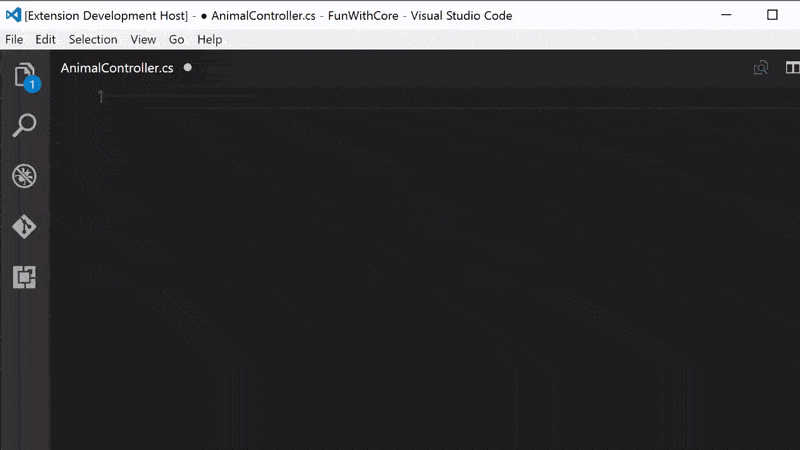 [Extension Development Host] - ● AnimalController.cs - FunWithCore - Visual Studio Code
File Edit Selection View Go Help
AnimalController.cs ●
1
1